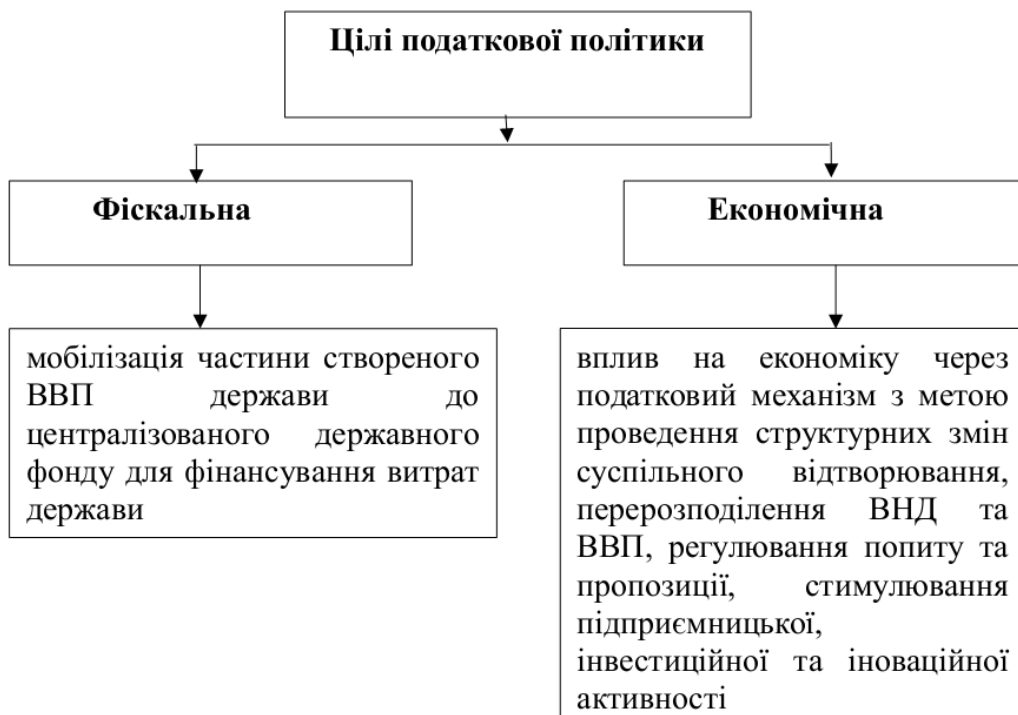 Цілі податкової політики
Фіскальна
Економічна
мобілізація частини створеного
ВВП держави до
централізованого державного
фонду для фінансування витрат
держави
вплив на економіку через
податковий механізм з метою
проведення структурних змін
суспільного відтворювання,
перерозподілення ВНД та
ВВП, регулювання попиту та
пропозиції, стимулювання
підприємницької,
інвестиційної та іноваційної
активності